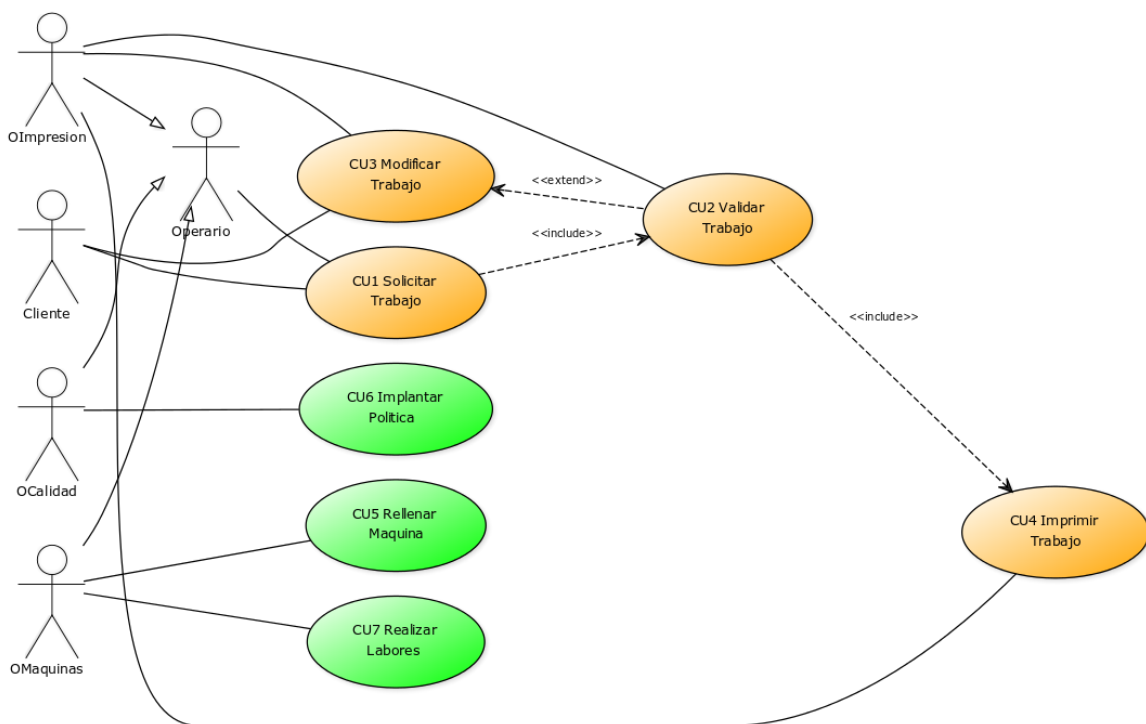 OImpresion
Operario
CU3 Modificar
Trabajo
<<extend>>
CU2 Validar
Trabajo
<<include>>
Cliente
CU1 Solicitar
Trabajo
<<include>>
CU6 Implantar
Politica
OCalidad
CU5 Rellenar
Maquina
CU4 Imprimir
Trabajo
CU7 Realizar
Labores
OMaquinas